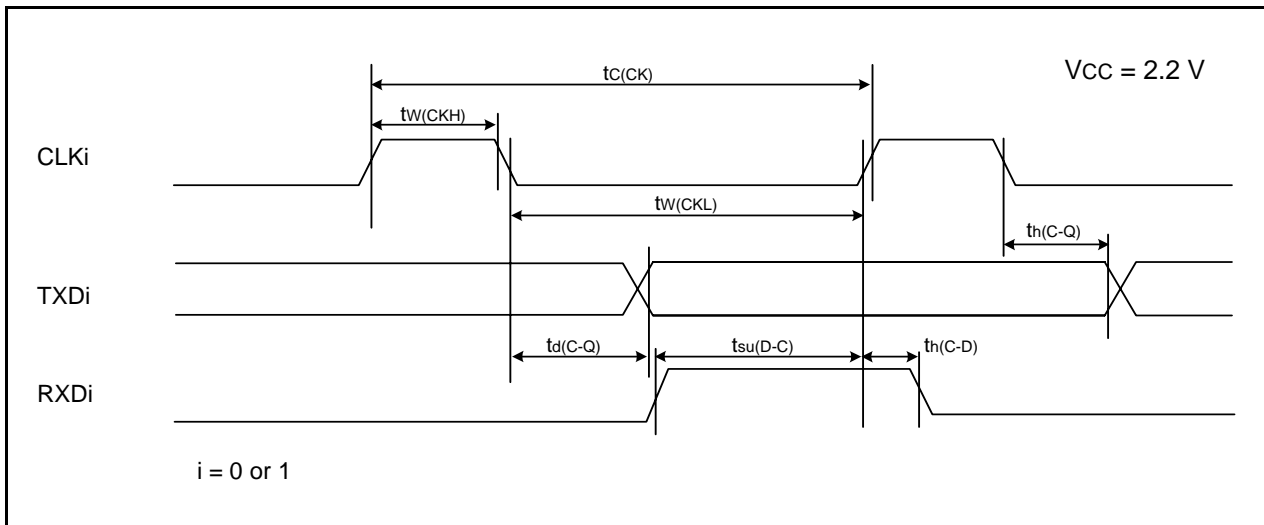 tC(CK)
VCC = 2.2 V
tW(CKH)
CLKi
tW(CKL)
th(C-Q)
TXDi
td(C-Q)
tsu(D-C)
th(C-D)
RXDi
i = 0 or 1